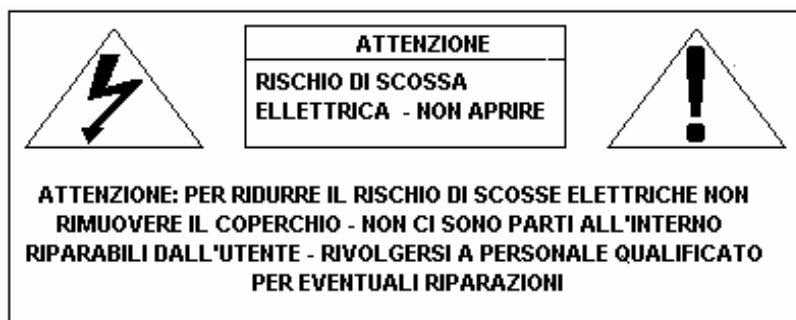 ATTENZIONE
RISCHIO DI SCOSSA
ELLETTRICA - NON APRIRE
ATTENZIONE: PER RIDURRE IL RISCHIO DI SCOSSE ELETTRICHE NON
RIMUOVERE IL COPERCHIO - NON CI SONO PARTI ALL'INTERNO
RIPARABILI DALL'UTENTE - RIVOLGERSI A PERSONALE QUALIFICATO
PER EVENTUALI RIPARAZIONI